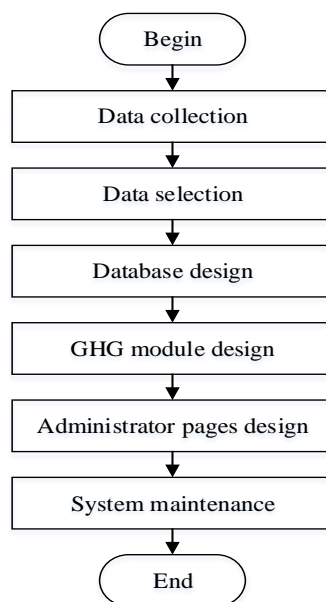 Begin
Data collection
Data selection
Database design
GHG module design
Administrator pages design
System maintenance
End